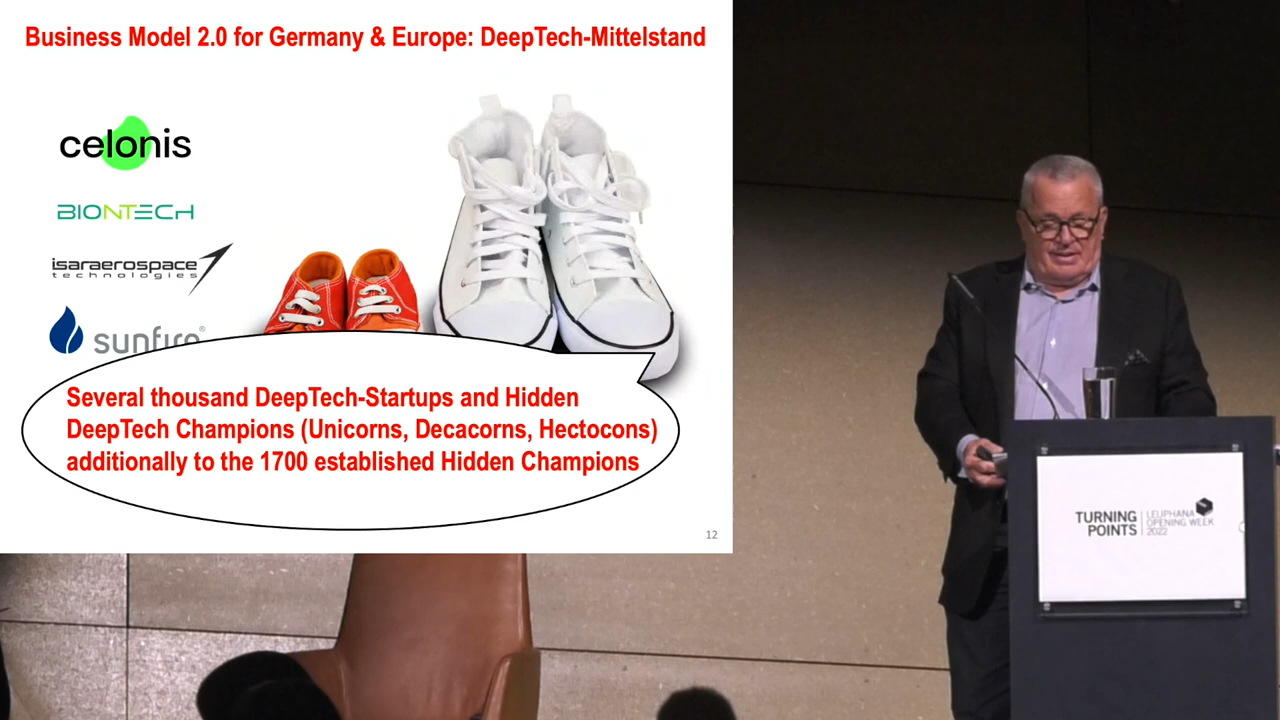 Business Model 2.0 for Germany & Europe: DeepTech-Mittelstand
celonis
BIONTECH
isaraerospace
technologies
sunfire®
Several thousand DeepTech-Startups and Hidden
DeepTech Champions (Unicorns, Decacorns, Hectocons)
additionally to the 1700 established Hidden Champions
12
TURNING
POINTS
LEUPHANA
OPENING WEEK
2022